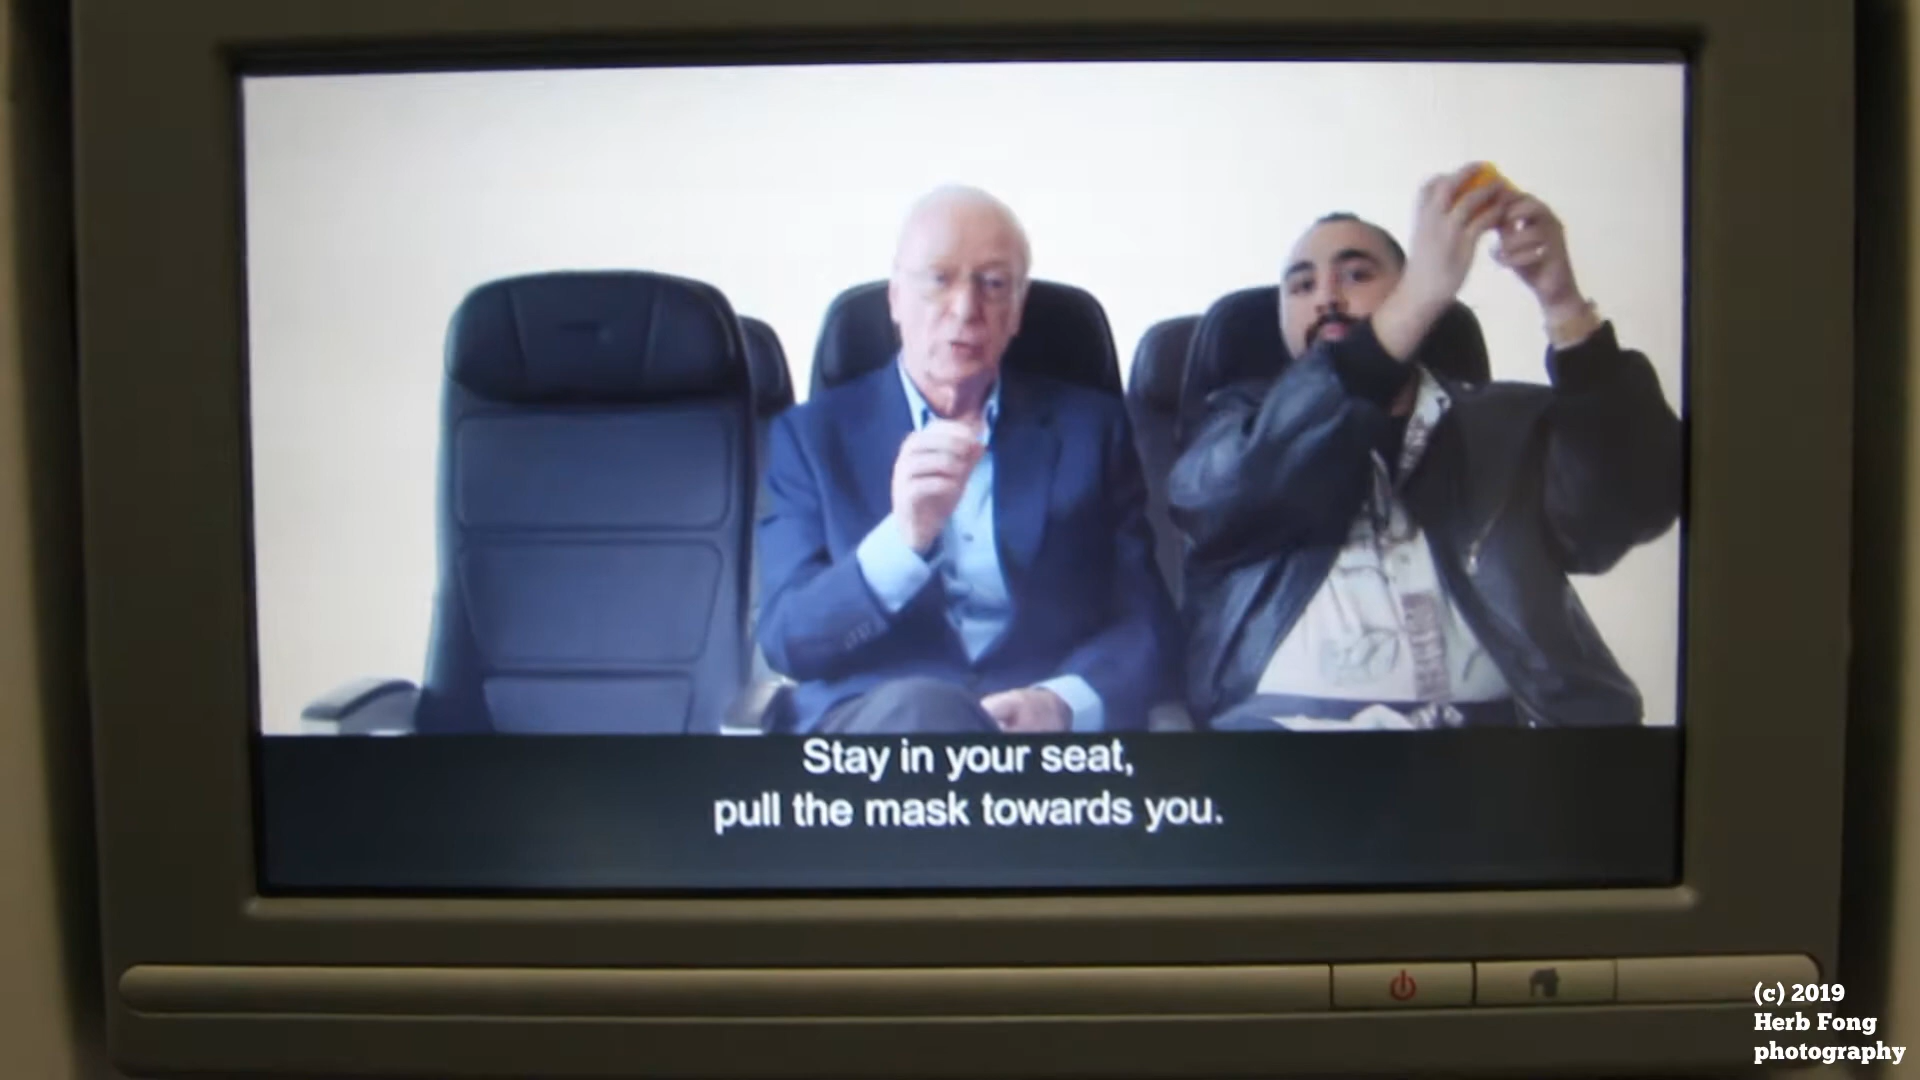 Stay in your seat,
pull the mask towards you.
(c) 2019
Herb Fong
photography